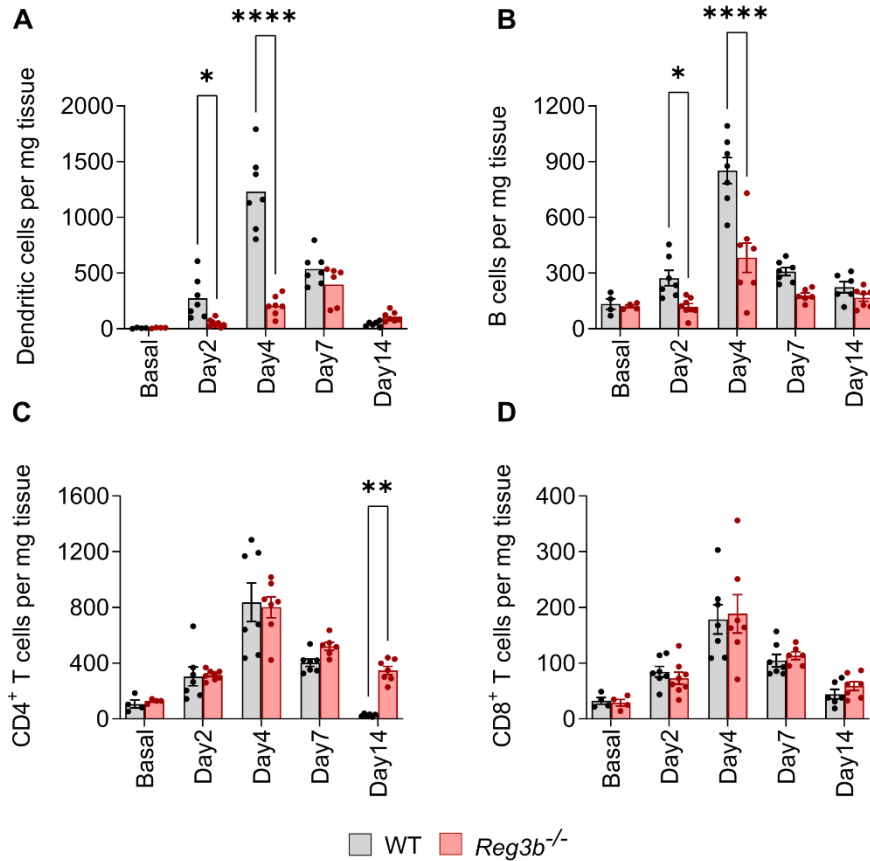 A
****
*
Dendritic cells per mg tissue
2000
1500
1000
500
0
Basal
Day2
Day4
Day7
Day14
B
****
*
B cells per mg tissue
1200
900
600
300
0
Basal
Day2
Day4
Day7
Day14
C
**
CD4+ T cells per mg tissue
1600
1200
800
400
0
Basal
Day2
Day4
Day7
Day14
D
CD8+ T cells per mg tissue
400
300
200
100
0
Basal
Day2
Day4
Day7
Day14
WT Reg3b-/-